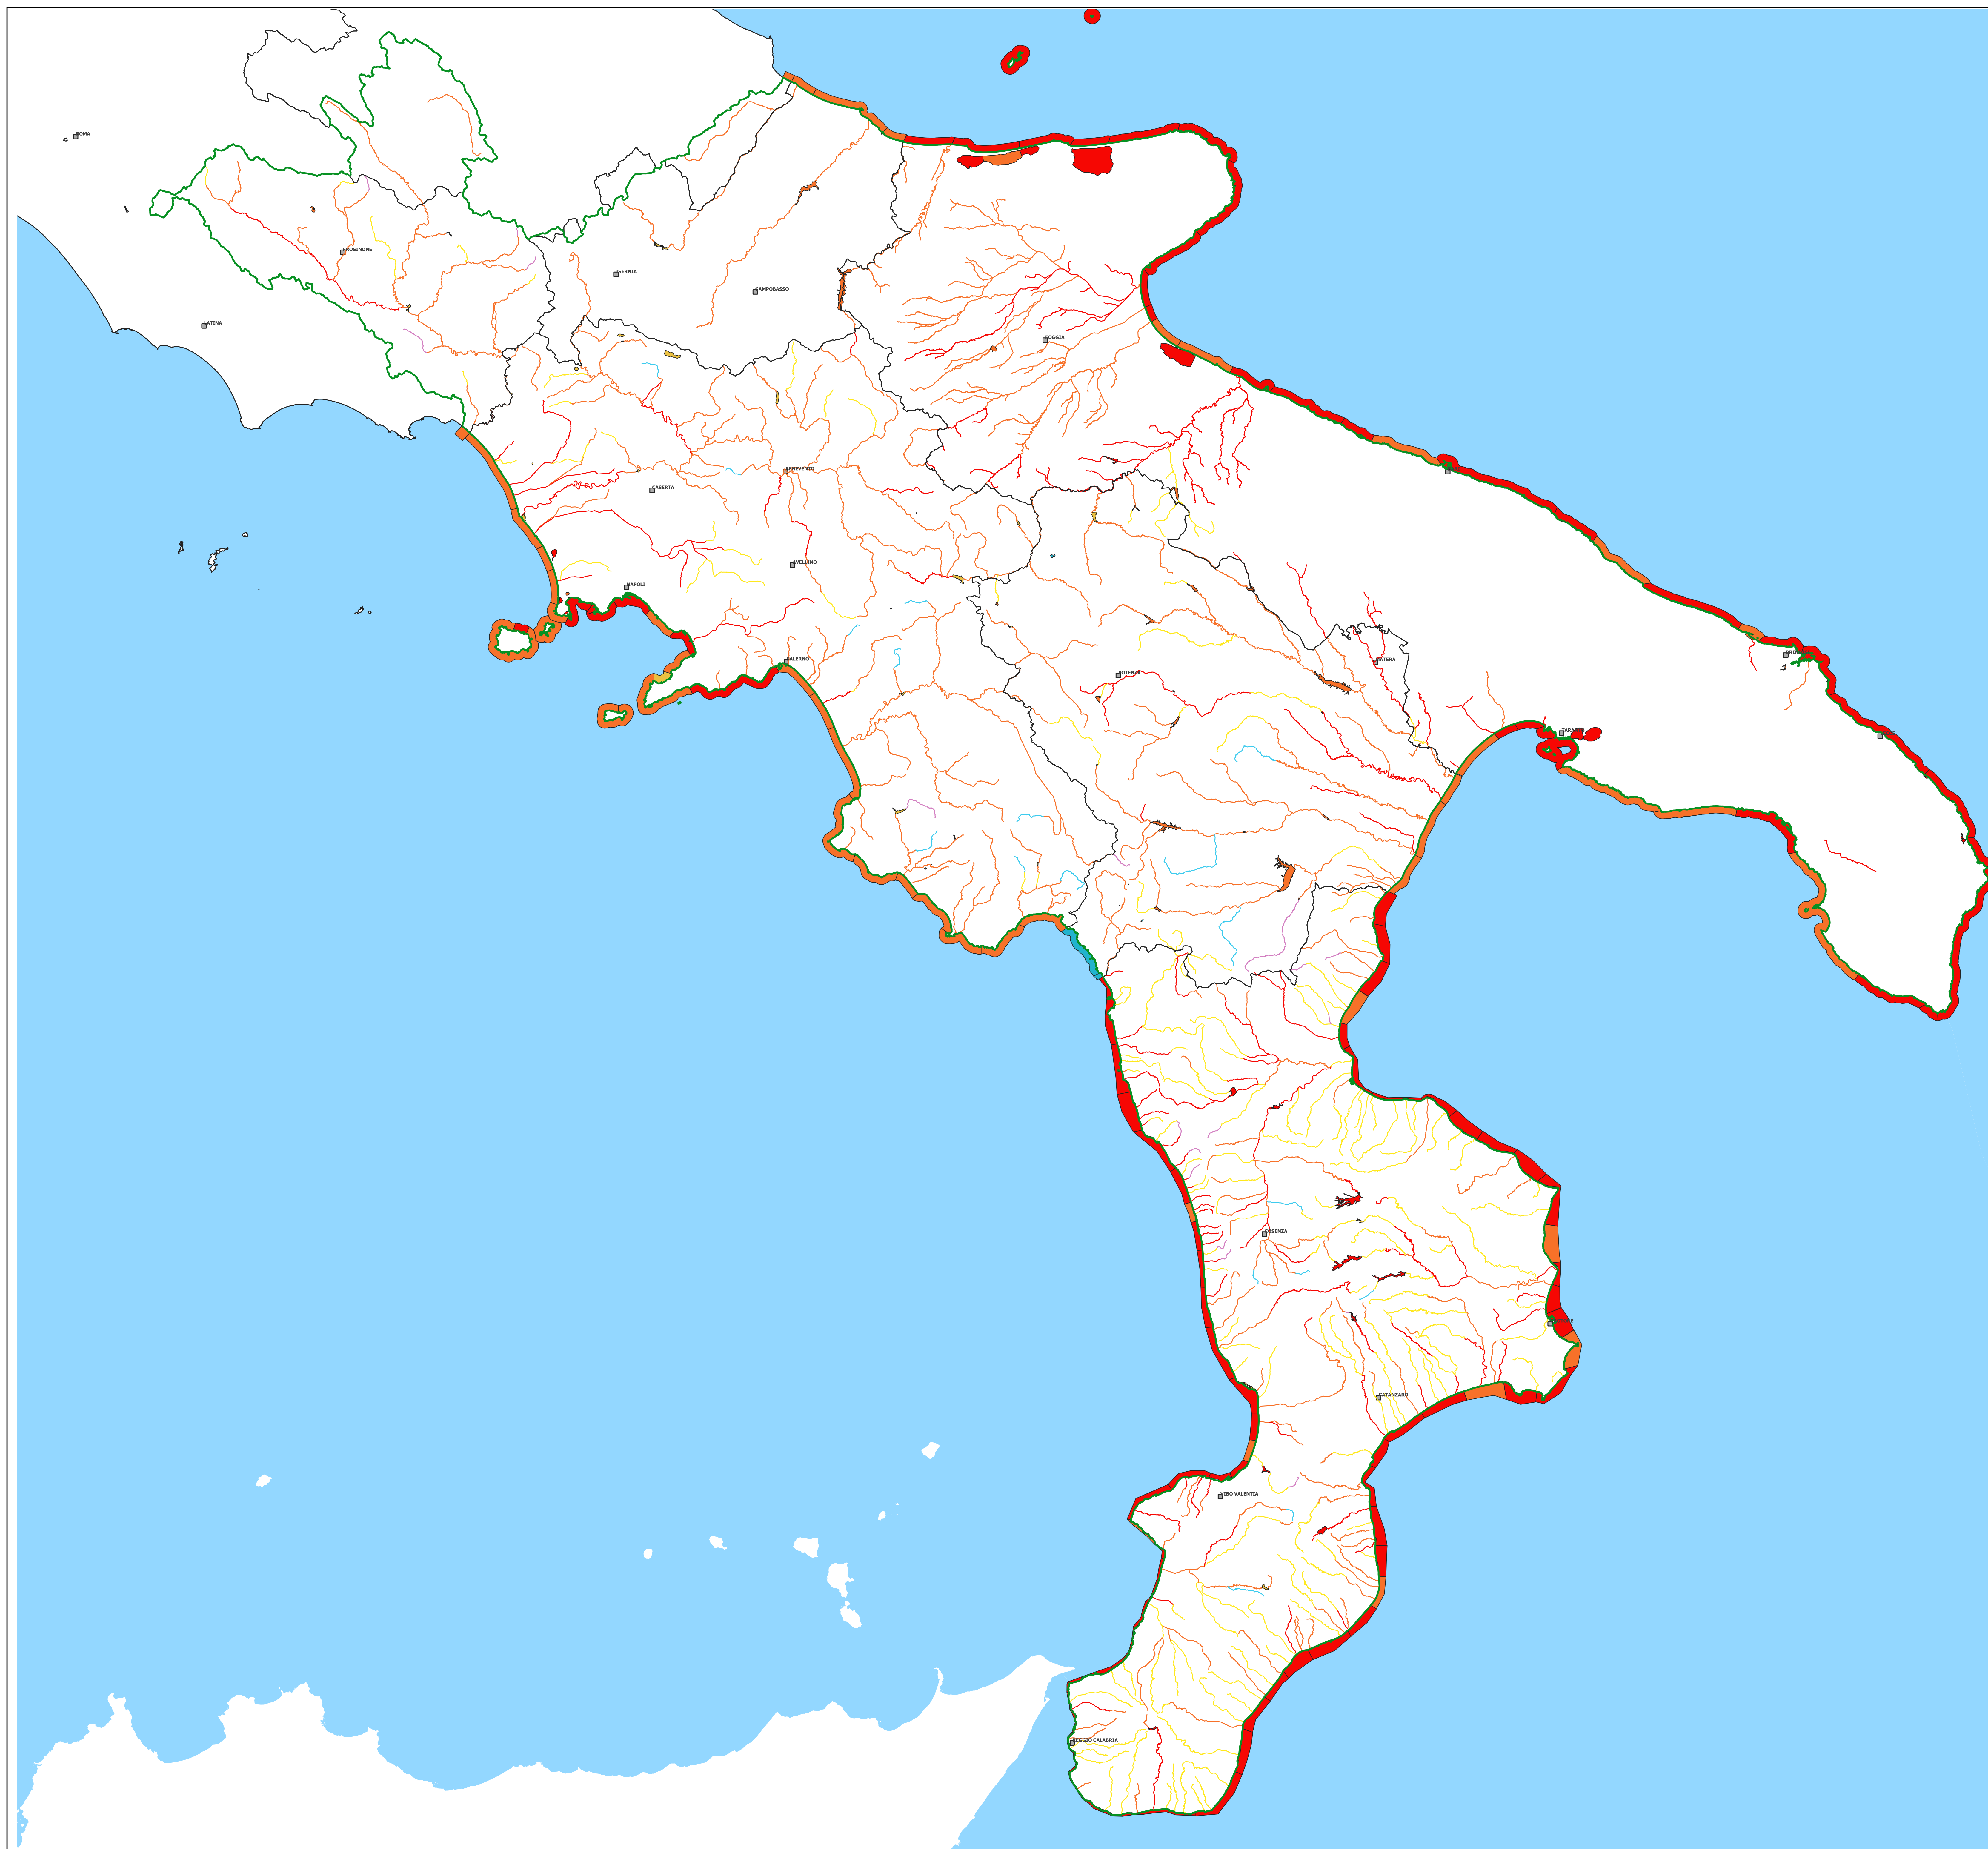 ROMA
FROSINONE
ISERNIA
CAMPOBASSO
LATINA
FOGGIA
BENEVENTO
CASERTA
AVELLINO
NAPOLI
SALERNO
POTENZA
MATERA
BRINDISI
TARANTO
COSENZA
CATANZARO
VIBO VALENTIA
REGGIO CALABRIA